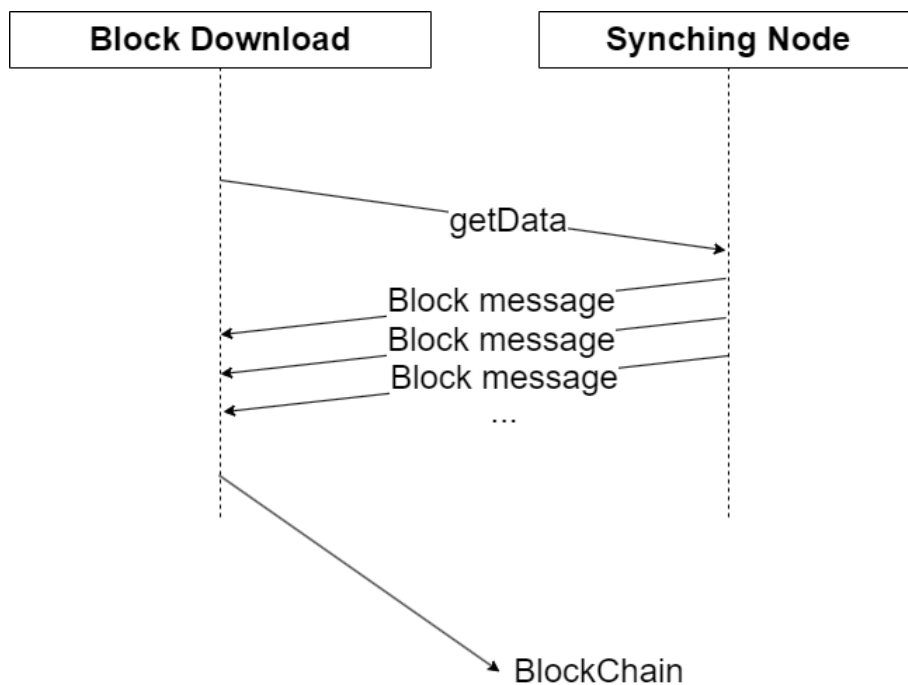 Block Download
Synching Node
getData
Block message
Block message
Block message
...
BlockChain